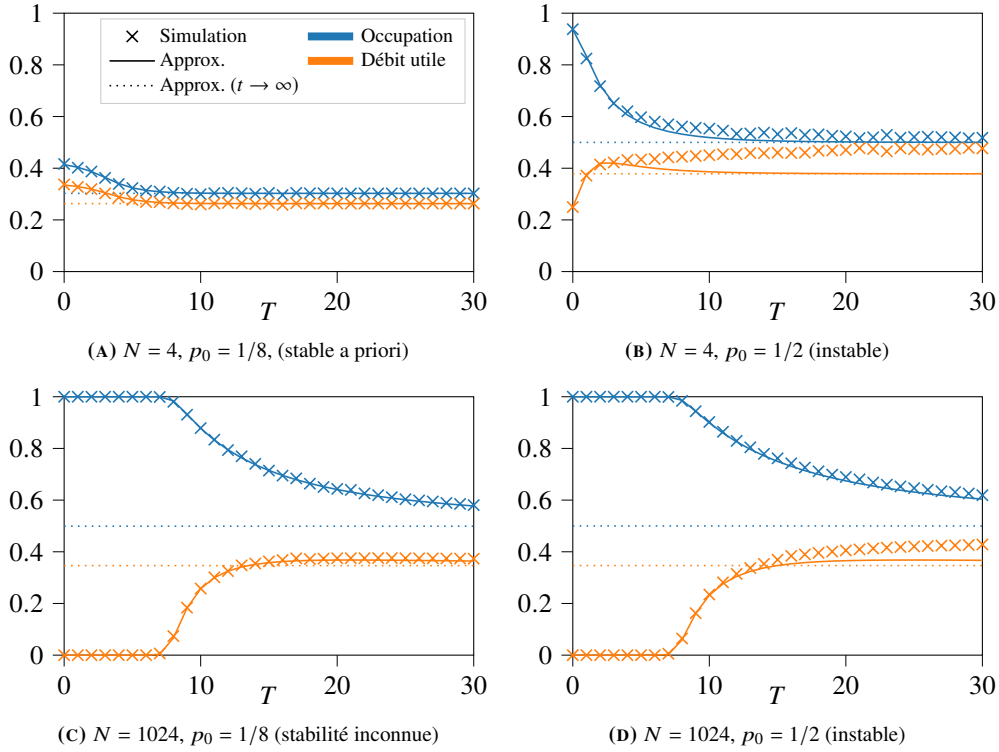 1
0.8
0.6
0.4
0.2
0
0 10 20 30
T
× Simulation
Approx.
Approx. (t → ∞)
Occupation
Débit utile
(A) N = 4, p₀ = 1/8, (stable a priori)
1
0.8
0.6
0.4
0.2
0
0 10 20 30
T
(B) N = 4, p₀ = 1/2 (instable)
1
0.8
0.6
0.4
0.2
0
0 10 20 30
T
(C) N = 1024, p₀ = 1/8 (stabilité inconnue)
1
0.8
0.6
0.4
0.2
0
0 10 20 30
T
(D) N = 1024, p₀ = 1/2 (instable)